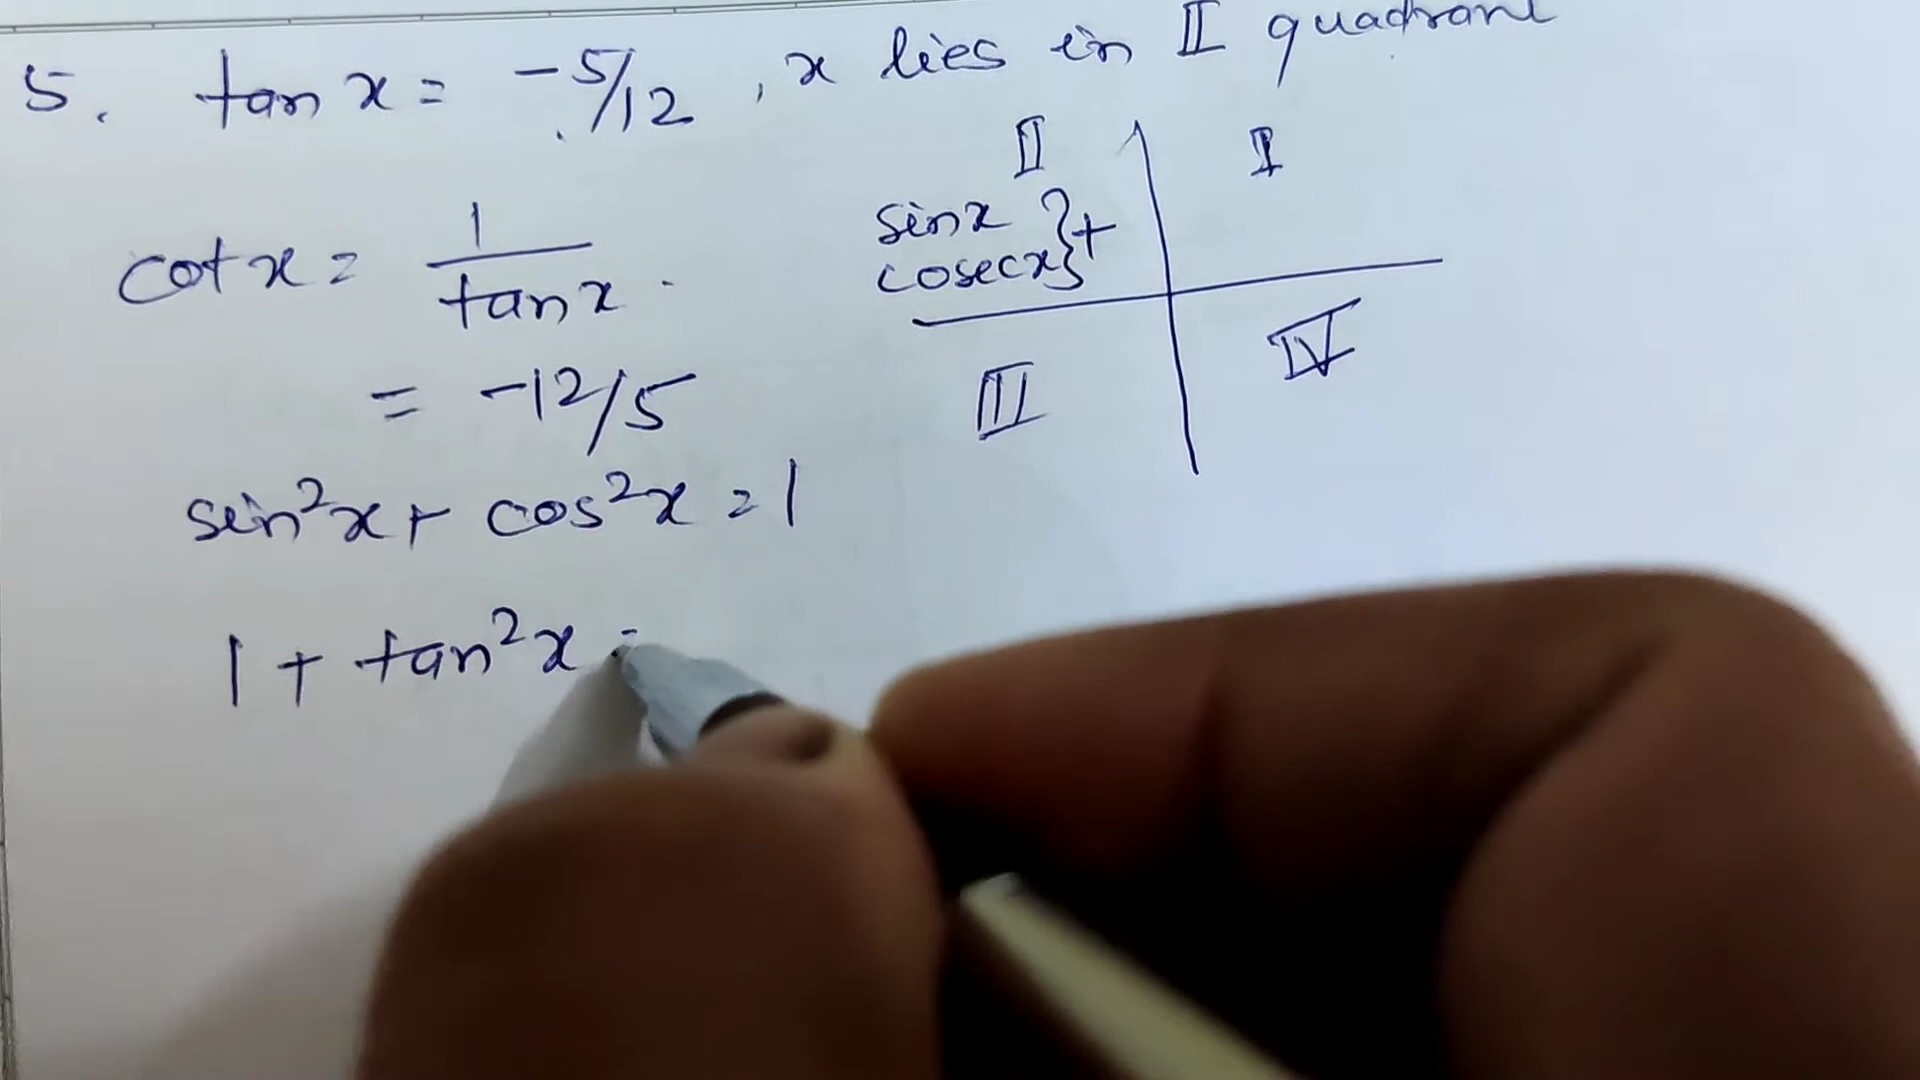 5. tan x = -5/12, x lies in II quadrant
II I
cot x = 1/tan x.
sin x
cosec x } +
= -12/5
III IV
sin²x + cos²x = 1
1 + tan²x =